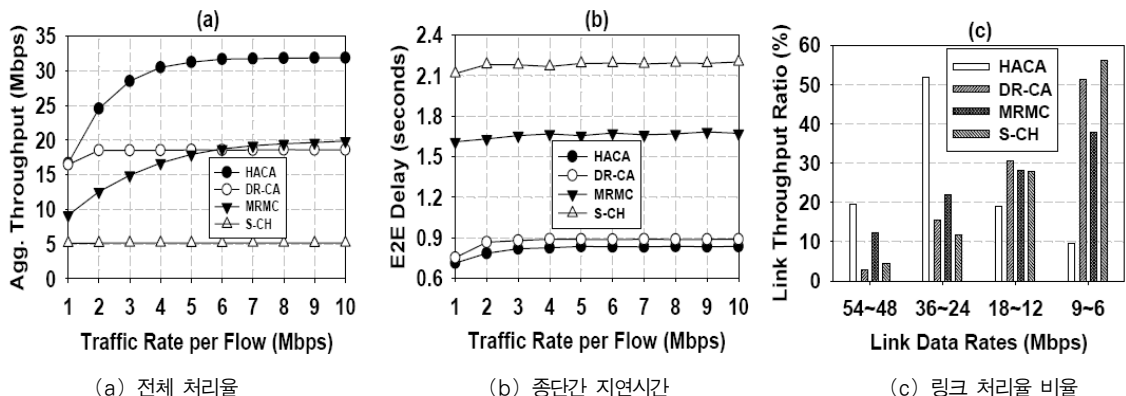 (a)
Agg. Throughput (Mbps)
35
30
25
20
15
10
5
0
HACA
DR-CA
MRMC
S-CH
1 2 3 4 5 6 7 8 9 10
Traffic Rate per Flow (Mbps)
(a) 전체 처리율
(b)
E2E Delay (seconds)
2.4
2.1
1.8
1.5
1.2
0.9
0.6
HACA
DR-CA
MRMC
S-CH
1 2 3 4 5 6 7 8 9 10
Traffic Rate per Flow (Mbps)
(b) 종단간 지연시간
(c)
Link Throughput Ratio (%)
60
50
40
30
20
10
0
HACA
DR-CA
MRMC
S-CH
54~48 36~24 18~12 9~6
Link Data Rates (Mbps)
(c) 링크 처리율 비율